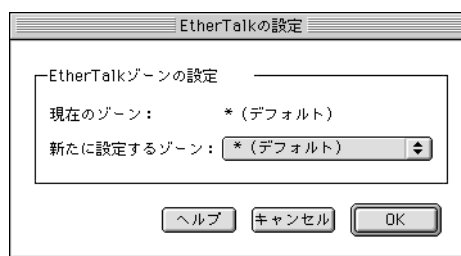 EtherTalkの設定
EtherTalkゾーンの設定
現在のゾーン： * (デフォルト)
新たに設定するゾーン： * (デフォルト)
ヘルプ キャンセル OK